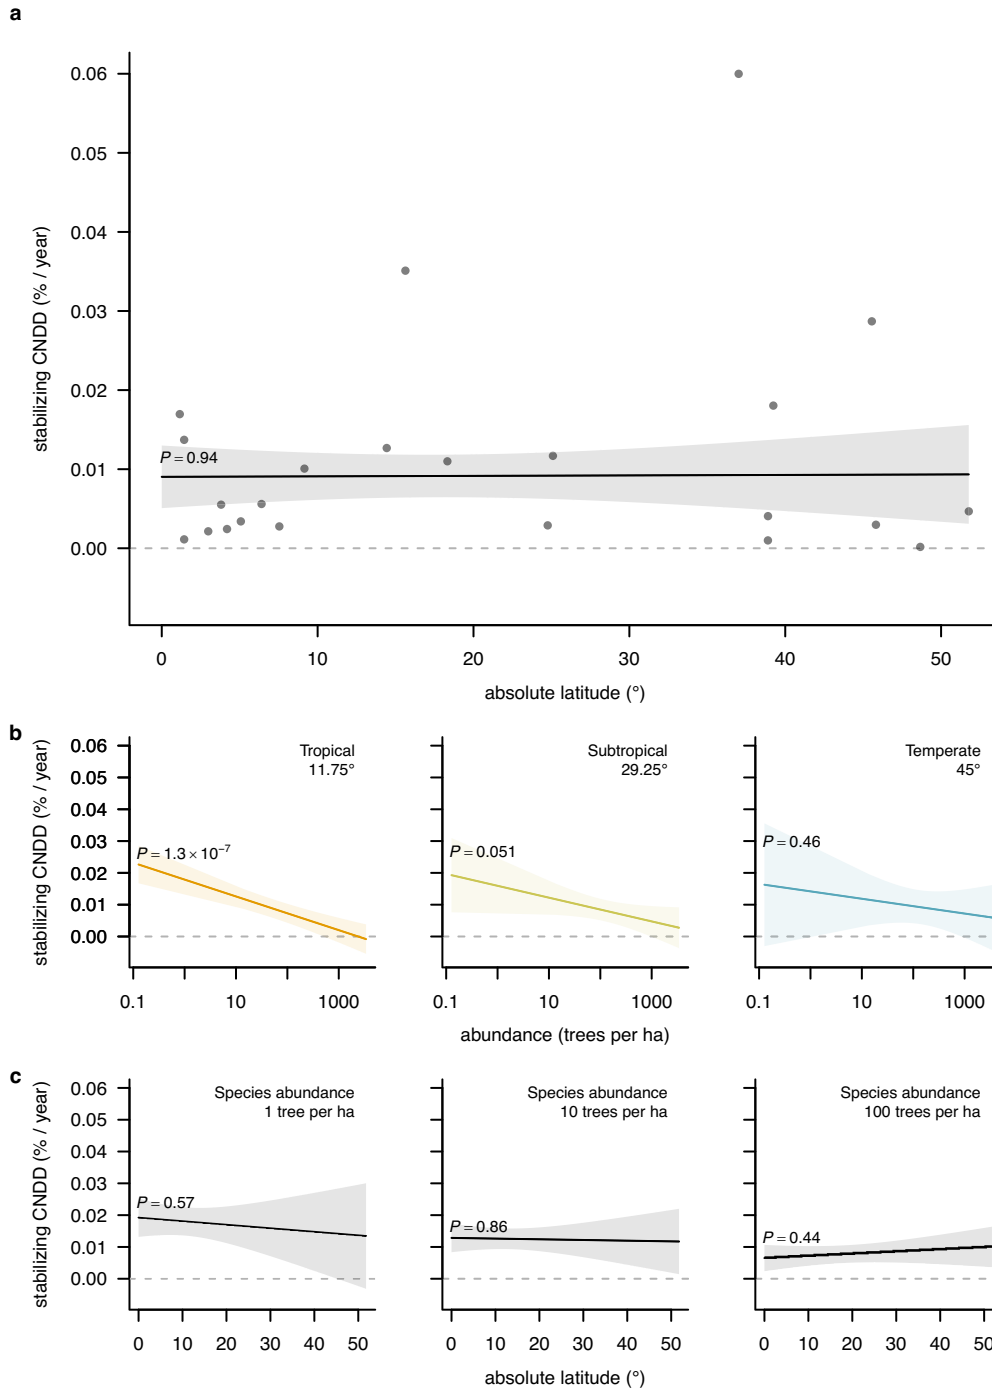 a
stabilizing CNDD (% / year)
0.06
0.05
0.04
0.03
0.02
0.01
0.00
P = 0.94
0 10 20 30 40 50
absolute latitude (°)
b
stabilizing CNDD (% / year)
0.06
0.05
0.04
0.03
0.02
0.01
0.00
Tropical
11.75°
P = 1.3 × 10⁻⁷
0.1 10 1000
Subtropical
29.25°
P = 0.051
0.1 10 1000
Temperate
45°
P = 0.46
0.1 10 1000
abundance (trees per ha)
c
stabilizing CNDD (% / year)
0.06
0.05
0.04
0.03
0.02
0.01
0.00
Species abundance
1 tree per ha
P = 0.57
0 10 20 30 40 50
Species abundance
10 trees per ha
P = 0.86
0 10 20 30 40 50
Species abundance
100 trees per ha
P = 0.44
0 10 20 30 40 50
absolute latitude (°)